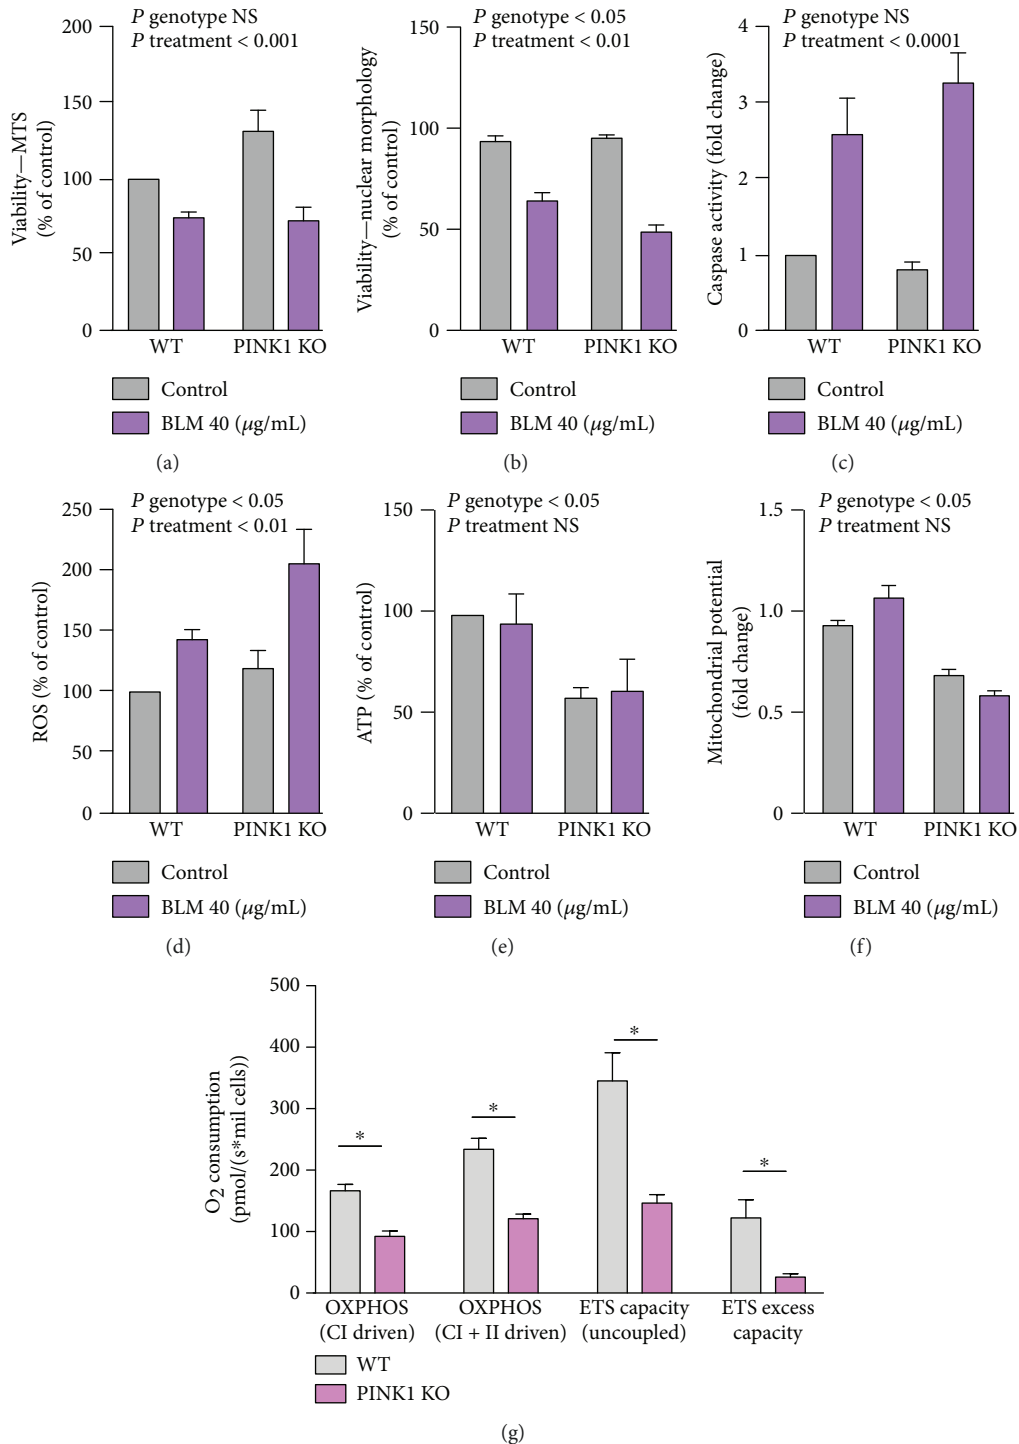 P genotype NS
P treatment < 0.001
Viability—MTS
(% of control)
200
150
100
50
0
WT
PINK1 KO
Control
BLM 40 (μg/mL)
(a)
P genotype < 0.05
P treatment < 0.01
Viability—nuclear morphology
(% of control)
150
100
50
0
WT
PINK1 KO
Control
BLM 40 (μg/mL)
(b)
P genotype NS
P treatment < 0.0001
Caspase activity (fold change)
4
3
2
1
0
WT
PINK1 KO
Control
BLM 40 (μg/mL)
(c)
P genotype < 0.05
P treatment < 0.01
ROS (% of control)
250
200
150
100
50
0
WT
PINK1 KO
Control
BLM 40 (μg/mL)
(d)
P genotype < 0.05
P treatment NS
ATP (% of control)
150
100
50
0
WT
PINK1 KO
Control
BLM 40 (μg/mL)
(e)
P genotype < 0.05
P treatment NS
Mitochondrial potential
(fold change)
1.5
1.0
0.5
0
WT
PINK1 KO
Control
BLM 40 (μg/mL)
(f)
O2 consumption
(pmol/(s*mil cells))
500
400
300
200
100
0
*
*
*
*
OXPHOS
(CI driven)
OXPHOS
(CI + II driven)
ETS capacity
(uncoupled)
ETS excess
capacity
WT
PINK1 KO
(g)